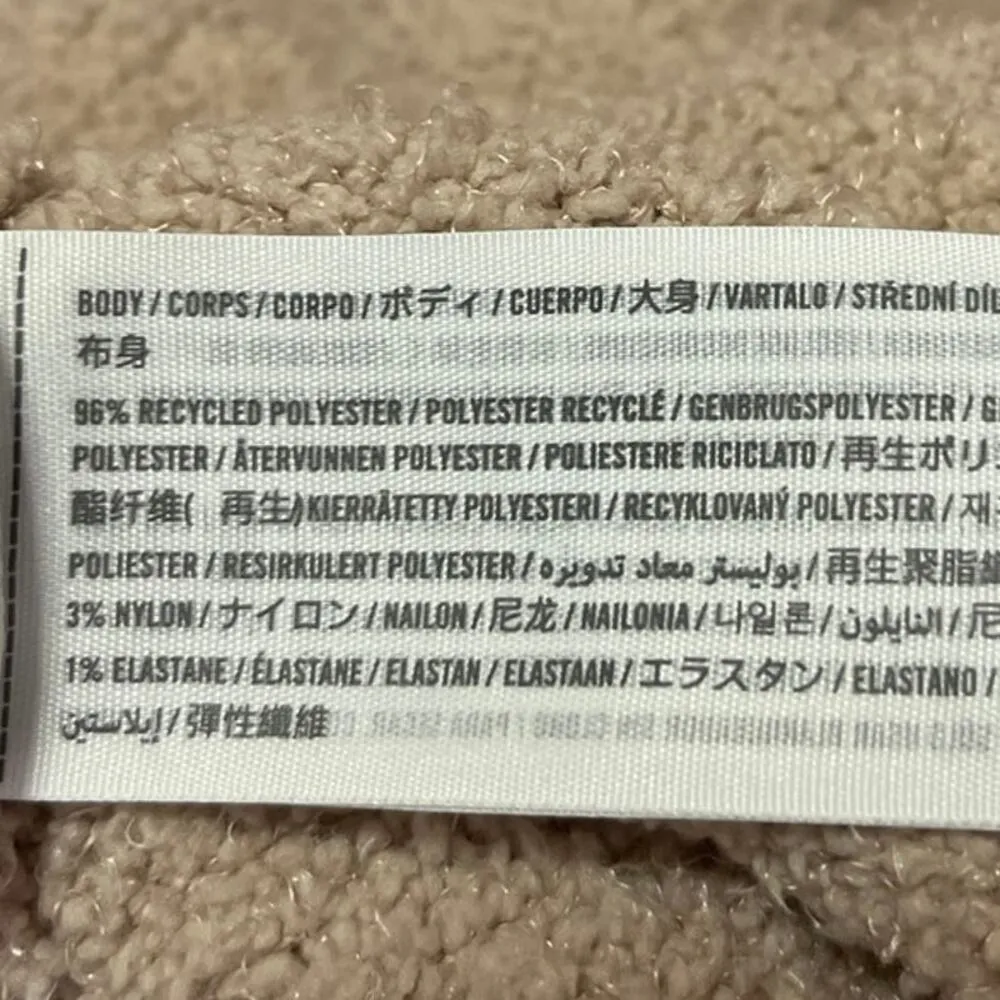 BODY / CORPS / CORPO / ボディ / CUERPO / 大身 / VARTALO / STŘEDNÍ DÍL
布身
96% RECYCLED POLYESTER / POLYESTER RECYCLÉ / GENBRUGSPOLYESTER / G
POLYESTER / ÅTERVUNNEN POLYESTER / POLIESTERE RICICLATO / 再生ポリ
酯纤维( 再生)KIERRÄTETTY POLYESTERI / RECYKLOVANÝ POLYESTER / 재
POLIESTER / RESIRKULERT POLYESTER / بوليستر معاد تدويره / 再生聚脂纖
3% NYLON / ナイロン / NAILON / 尼龙 / NAILONIA / 나일론 / النايلون / 尼
1% ELASTANE / ÉLASTANE / ELASTAN / ELASTAAN / エラスタン / ELASTANO /
إيلاستين / 彈性纖維